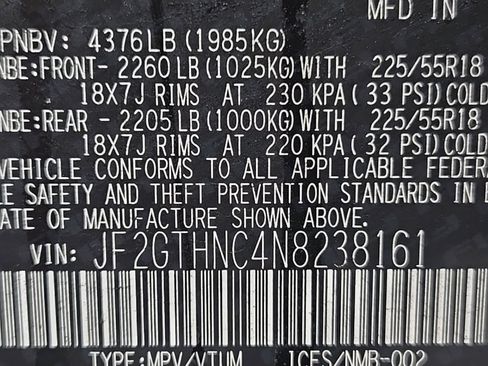 MFD IN
PNBV: 4376LB (1985KG)
NBE:FRONT- 2260 LB (1025KG) WITH 225/55R18
18X7J RIMS AT 230 KPA ( 33 PSI) COLD
NBE:REAR - 2205 LB (1000KG) WITH 225/55R18
18X7J RIMS AT 220 KPA ( 32 PSI) COLD
VEHICLE CONFORMS TO ALL APPLICABLE FEDERA
LE SAFETY AND THEFT PREVENTION STANDARDS IN E
DATE OF MANUFACTURE SHOWN ABOVE.
VIN: JF2GTHNC4N8238161
TYPE:MPV/VTUM ICES/NMB-002